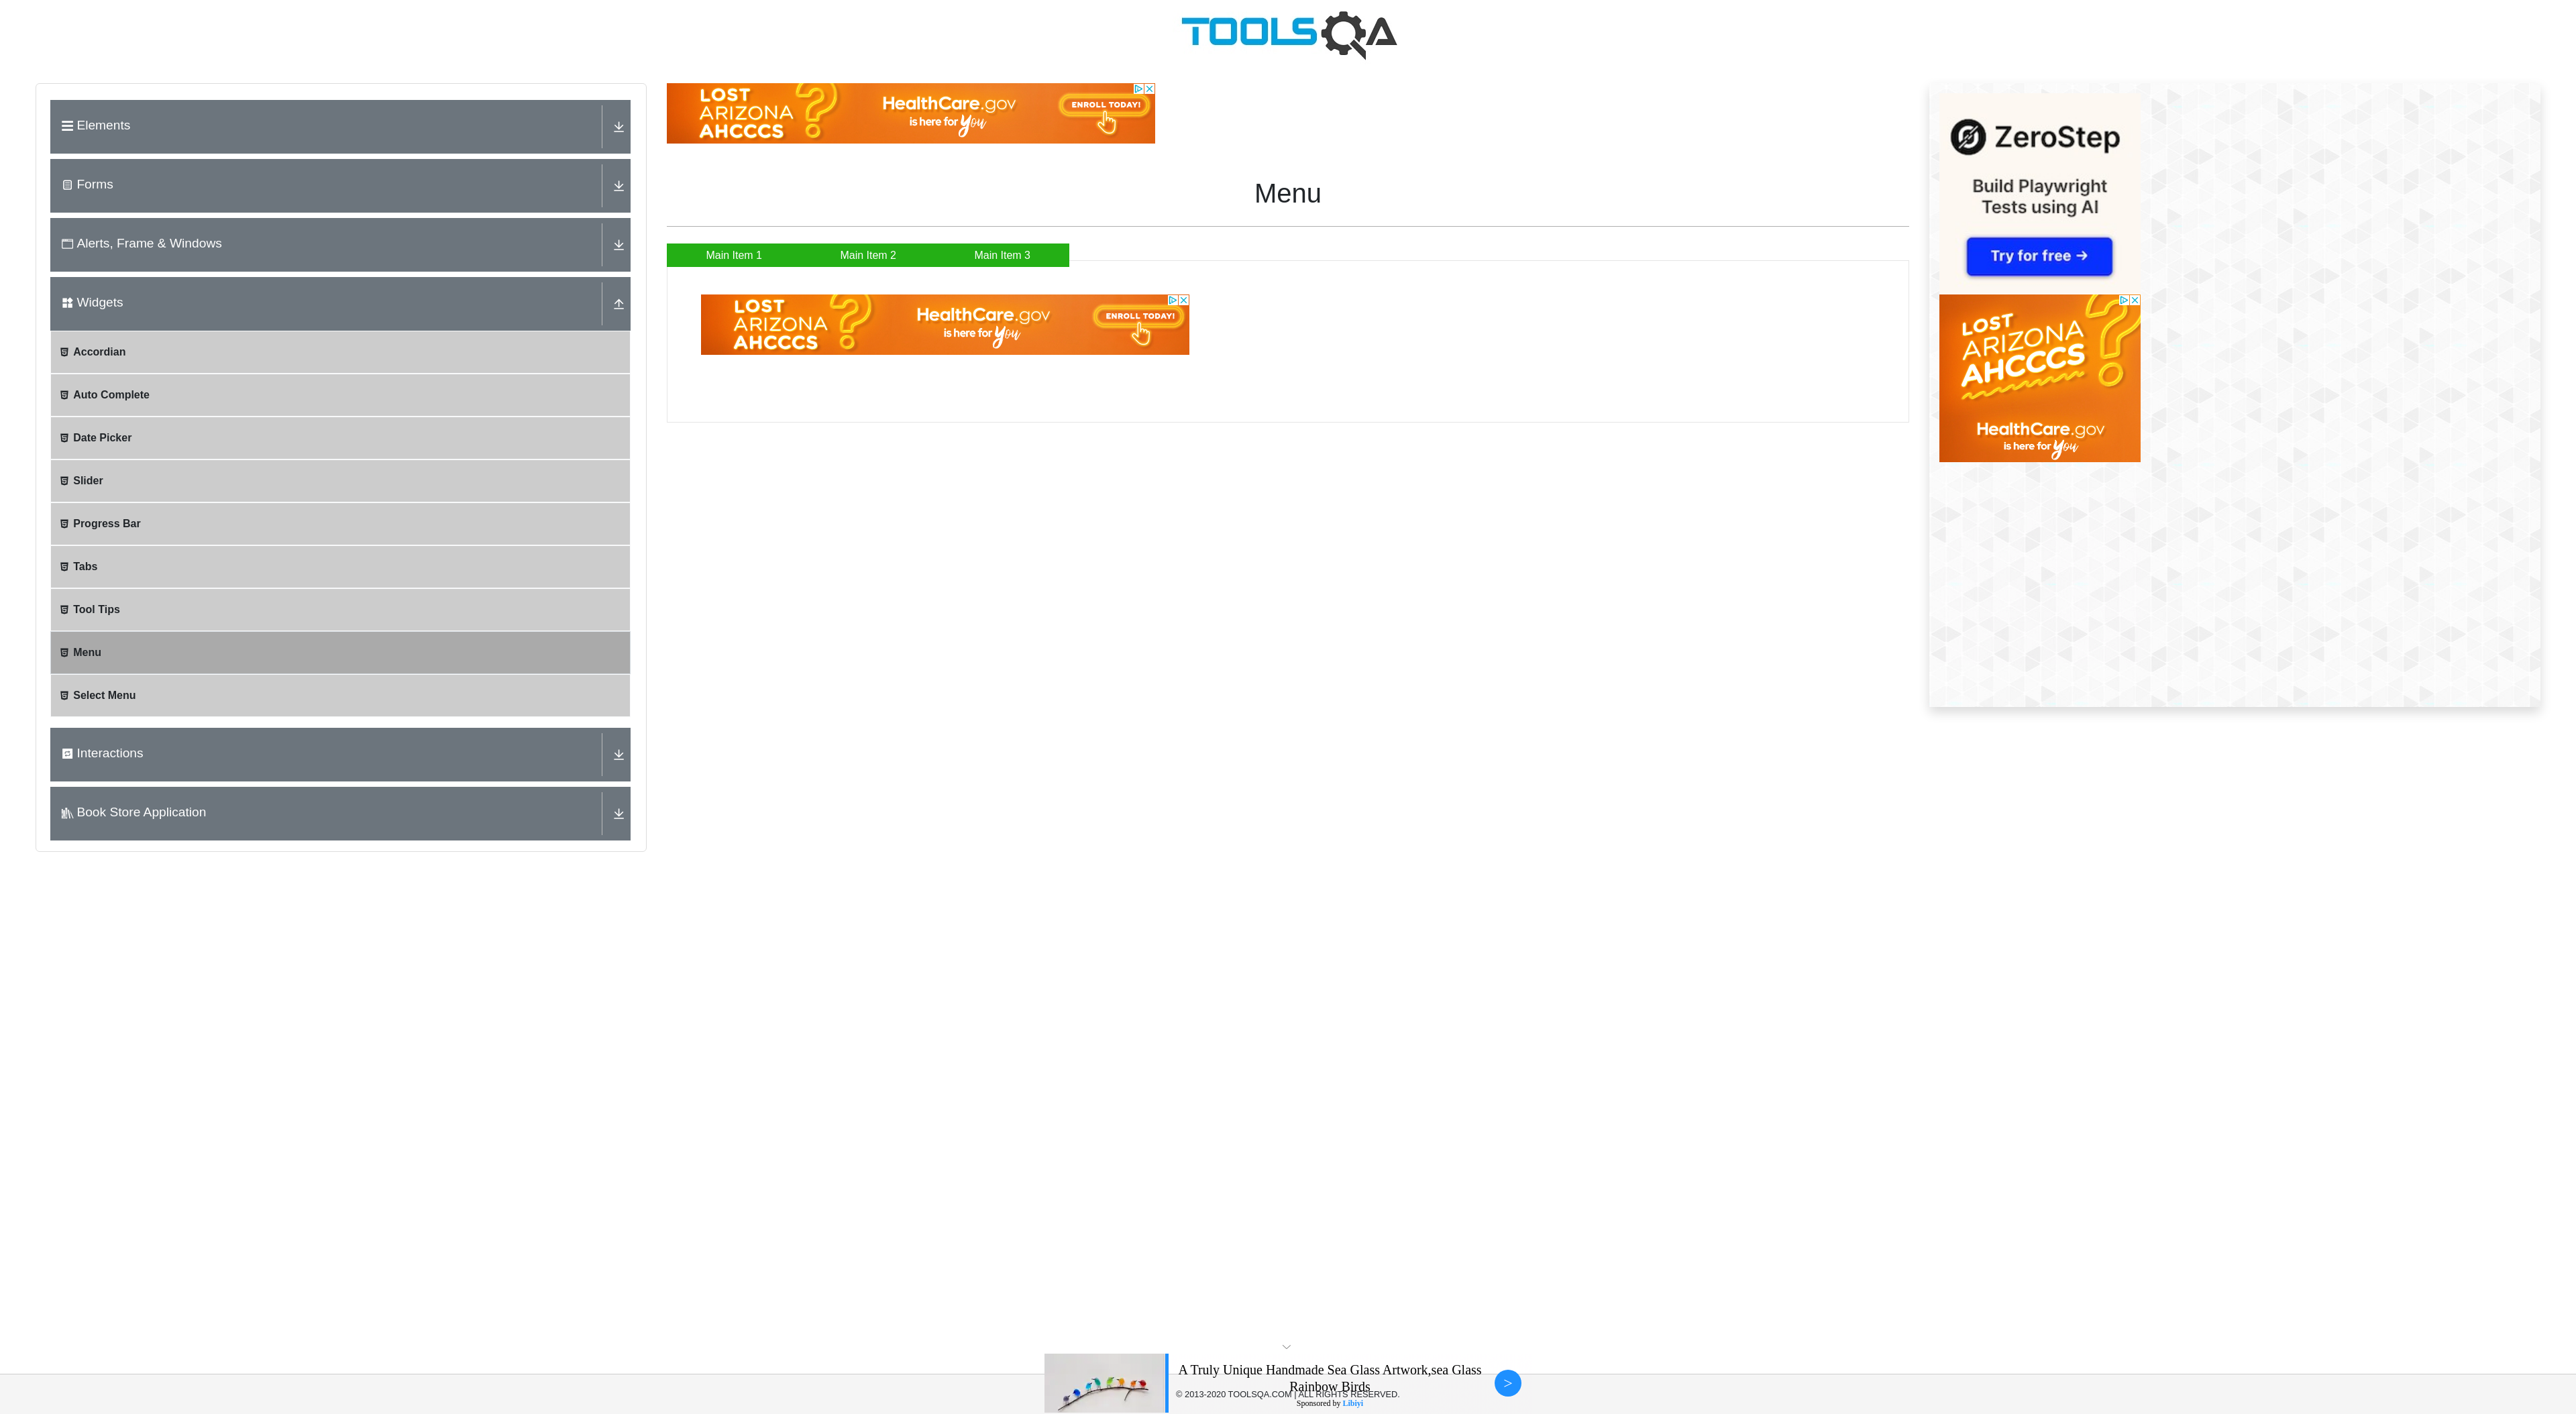 TOOLSQA
Elements
Forms
Alerts, Frame & Windows
Widgets
Accordian
Auto Complete
Date Picker
Slider
Progress Bar
Tabs
Tool Tips
Menu
Select Menu
Interactions
Book Store Application
LOST
ARIZONA
AHCCCS
?
HealthCare.gov
is here for you
ENROLL TODAY!
Menu
Main Item 1
Main Item 2
Main Item 3
LOST
ARIZONA
AHCCCS
?
HealthCare.gov
is here for you
ENROLL TODAY!
ZeroStep
Build Playwright
Tests using AI
Try for free →
LOST
ARIZONA
AHCCCS
?
HealthCare.gov
is here for you
A Truly Unique Handmade Sea Glass Artwork,sea Glass
Rainbow Birds
© 2013-2020 TOOLSQA.COM | ALL RIGHTS RESERVED.
Sponsored by Libiyi
>